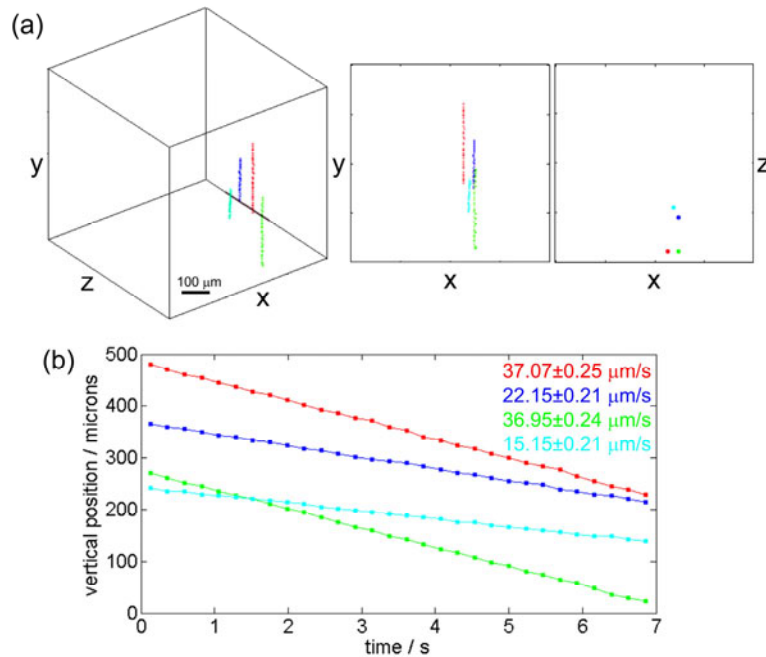 (a)
y
z
x
100 μm
y
x
z
x
(b)
500
400
300
200
100
0
vertical position / microns
37.07±0.25 μm/s
22.15±0.21 μm/s
36.95±0.24 μm/s
15.15±0.21 μm/s
0 1 2 3 4 5 6 7
time / s